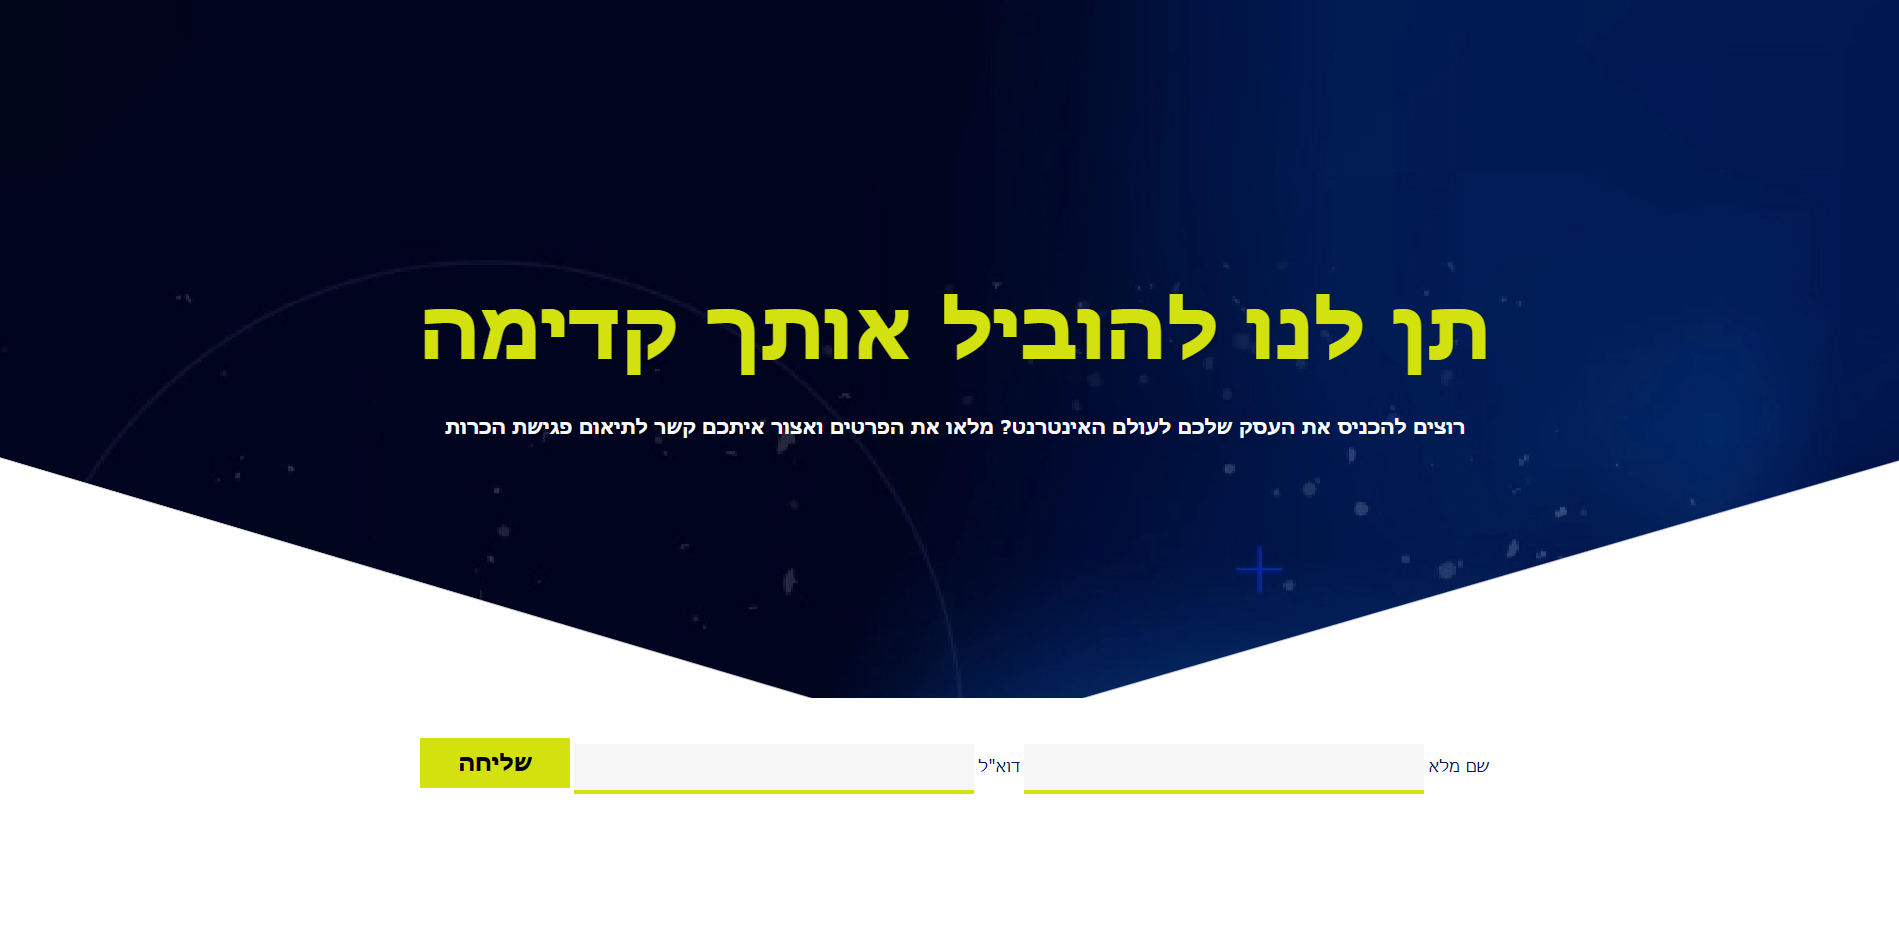 תן לנו להוביל אותך קדימה
רוצים להכניס את העסק שלכם לעולם האינטרנט? מלאו את הפרטים ואצור איתכם קשר לתיאום פגישת הכרות
שם מלא דוא"ל שליחה